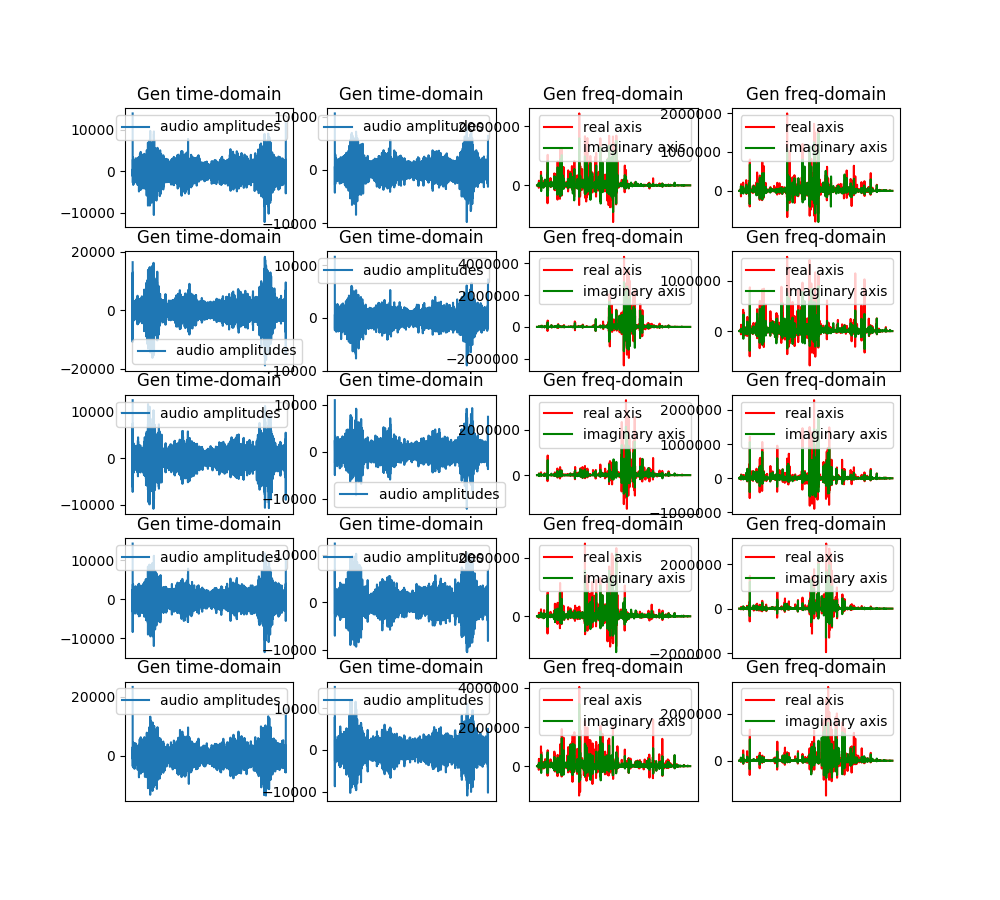 Gen time-domain Gen time-domain Gen freq-domain Gen freq-domain
10000 audio amplitudes 10000 audio amplitudes 2000000 real axis 2000000 real axis
imaginary axis 1000000 imaginary axis
0 0 0 0
−10000 −10000
Gen time-domain Gen time-domain Gen freq-domain Gen freq-domain
20000 10000 audio amplitudes 4000000 real axis real axis
2000000 imaginary axis 1000000 imaginary axis
0 0 0 0
audio amplitudes −2000000
−20000 −10000
Gen time-domain Gen time-domain Gen freq-domain Gen freq-domain
10000 audio amplitudes 10000 real axis 2000000 real axis
2000000 imaginary axis 1000000 imaginary axis
0 0 0 0
−10000 −10000 audio amplitudes −1000000
Gen time-domain Gen time-domain Gen freq-domain Gen freq-domain
10000 audio amplitudes 10000 audio amplitudes 2000000 real axis 2000000 real axis
imaginary axis imaginary axis
0 0 0 0
−10000 −10000 −2000000
Gen time-domain Gen time-domain Gen freq-domain Gen freq-domain
20000 audio amplitudes 10000 audio amplitudes 4000000 real axis real axis
2000000 imaginary axis 2000000 imaginary axis
0 0 0 0
−10000